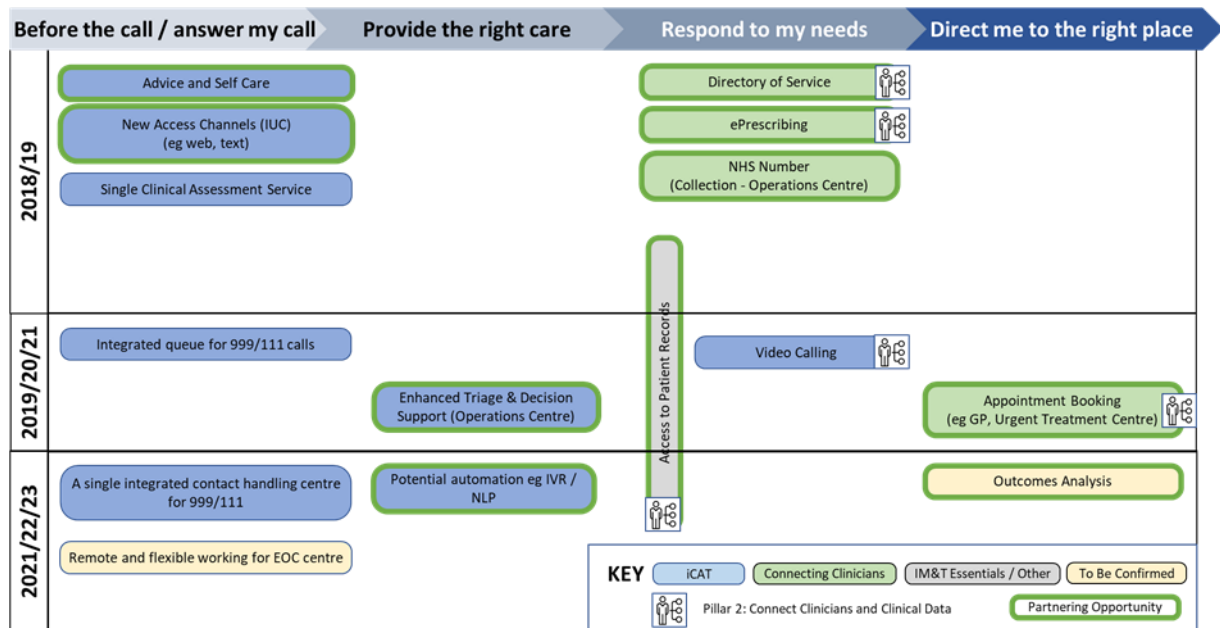 Before the call / answer my call
Provide the right care
Respond to my needs
Direct me to the right place
2018/19
Advice and Self Care
New Access Channels (IUC)
(eg web, text)
Single Clinical Assessment Service
Directory of Service
ePrescribing
NHS Number
(Collection - Operations Centre)
Access to Patient Records
2019/20/21
Integrated queue for 999/111 calls
Enhanced Triage & Decision
Support (Operations Centre)
Video Calling
Appointment Booking
(eg GP, Urgent Treatment Centre)
2021/22/23
A single integrated contact handling centre
for 999/111
Remote and flexible working for EOC centre
Potential automation eg IVR /
NLP
Outcomes Analysis
KEY
iCAT
Connecting Clinicians
IM&T Essentials / Other
To Be Confirmed
Pillar 2: Connect Clinicians and Clinical Data
Partnering Opportunity